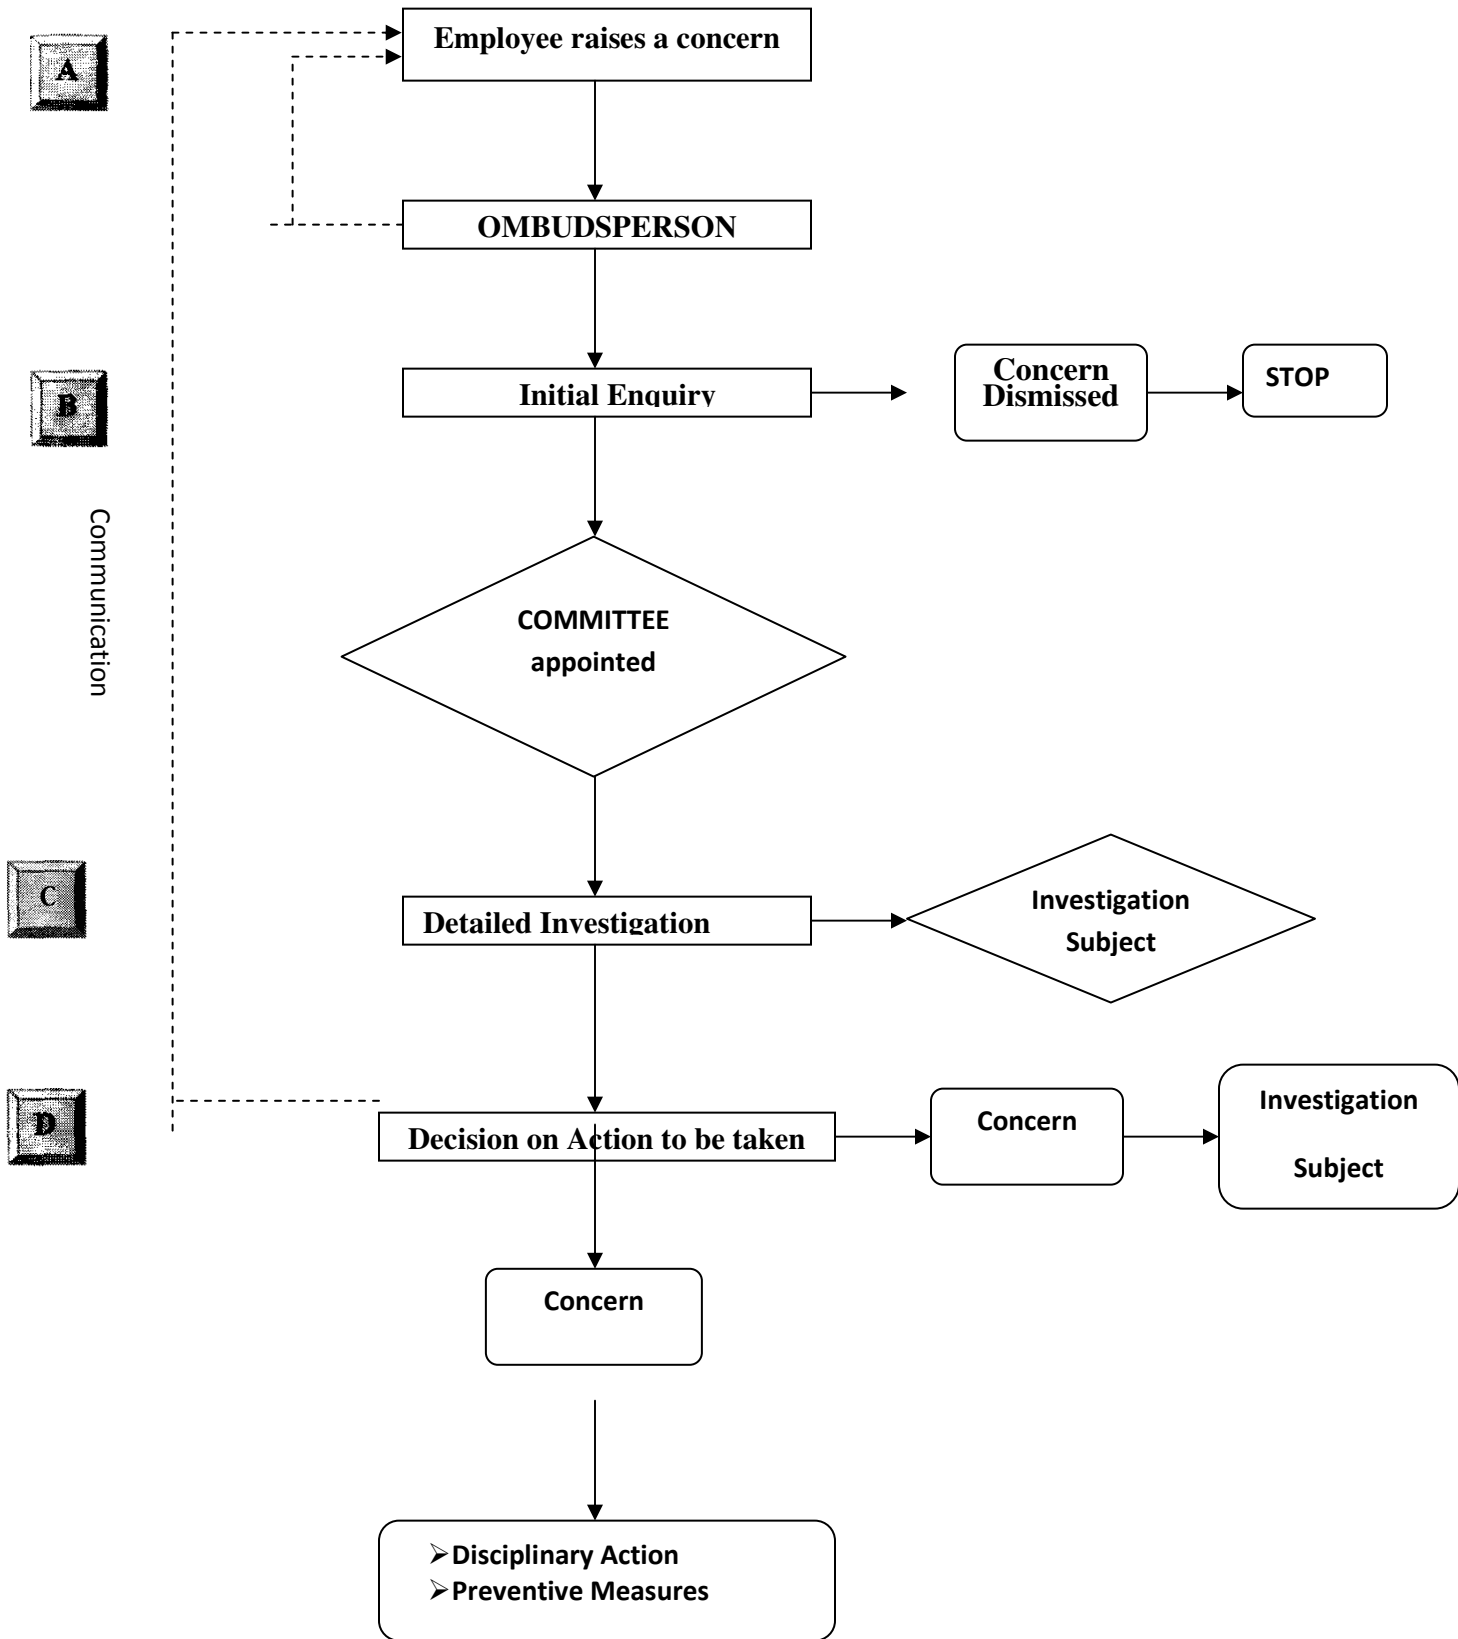 A
Employee raises a concern
OMBUDSPERSON
B
Initial Enquiry
Concern
Dismissed
STOP
Communication
COMMITTEE
appointed
C
Detailed Investigation
Investigation
Subject
D
Decision on Action to be taken
Concern
Investigation
Subject
Concern
➢Disciplinary Action
➢Preventive Measures